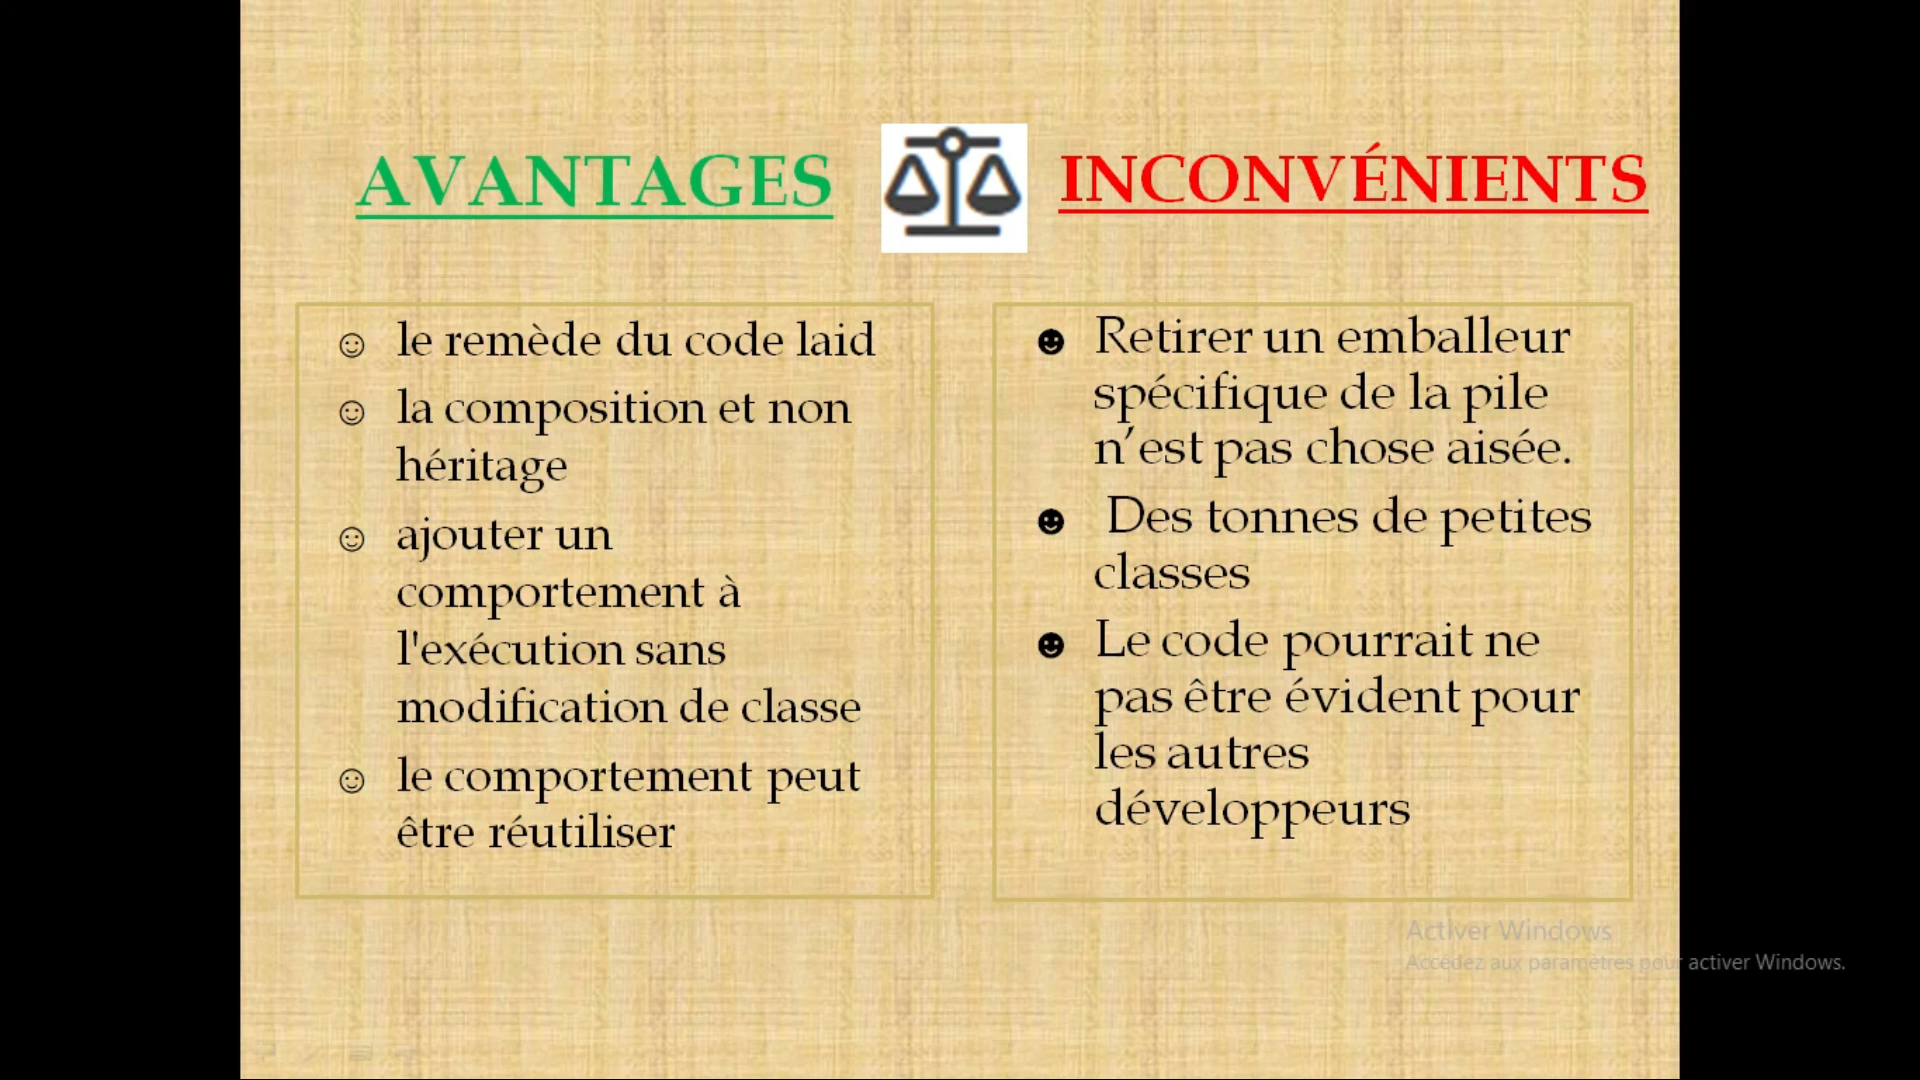 AVANTAGES
INCONVÉNIENTS
le remède du code laid
la composition et non
héritage
ajouter un
comportement à
l'exécution sans
modification de classe
le comportement peut
être réutiliser
Retirer un emballeur
spécifique de la pile
n’est pas chose aisée.
Des tonnes de petites
classes
Le code pourrait ne
pas être évident pour
les autres
développeurs
Activer Windows
Accédez aux paramètres pour activer Windows.